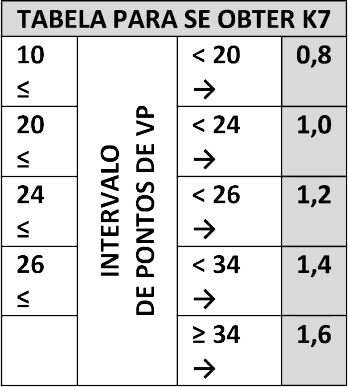 TABELA PARA SE OBTER K7
10 ≤ INTERVALO DE PONTOS DE VP < 20 → 0,8
20 ≤ < 24 → 1,0
24 ≤ < 26 → 1,2
26 ≤ < 34 → 1,4
≥ 34 → 1,6